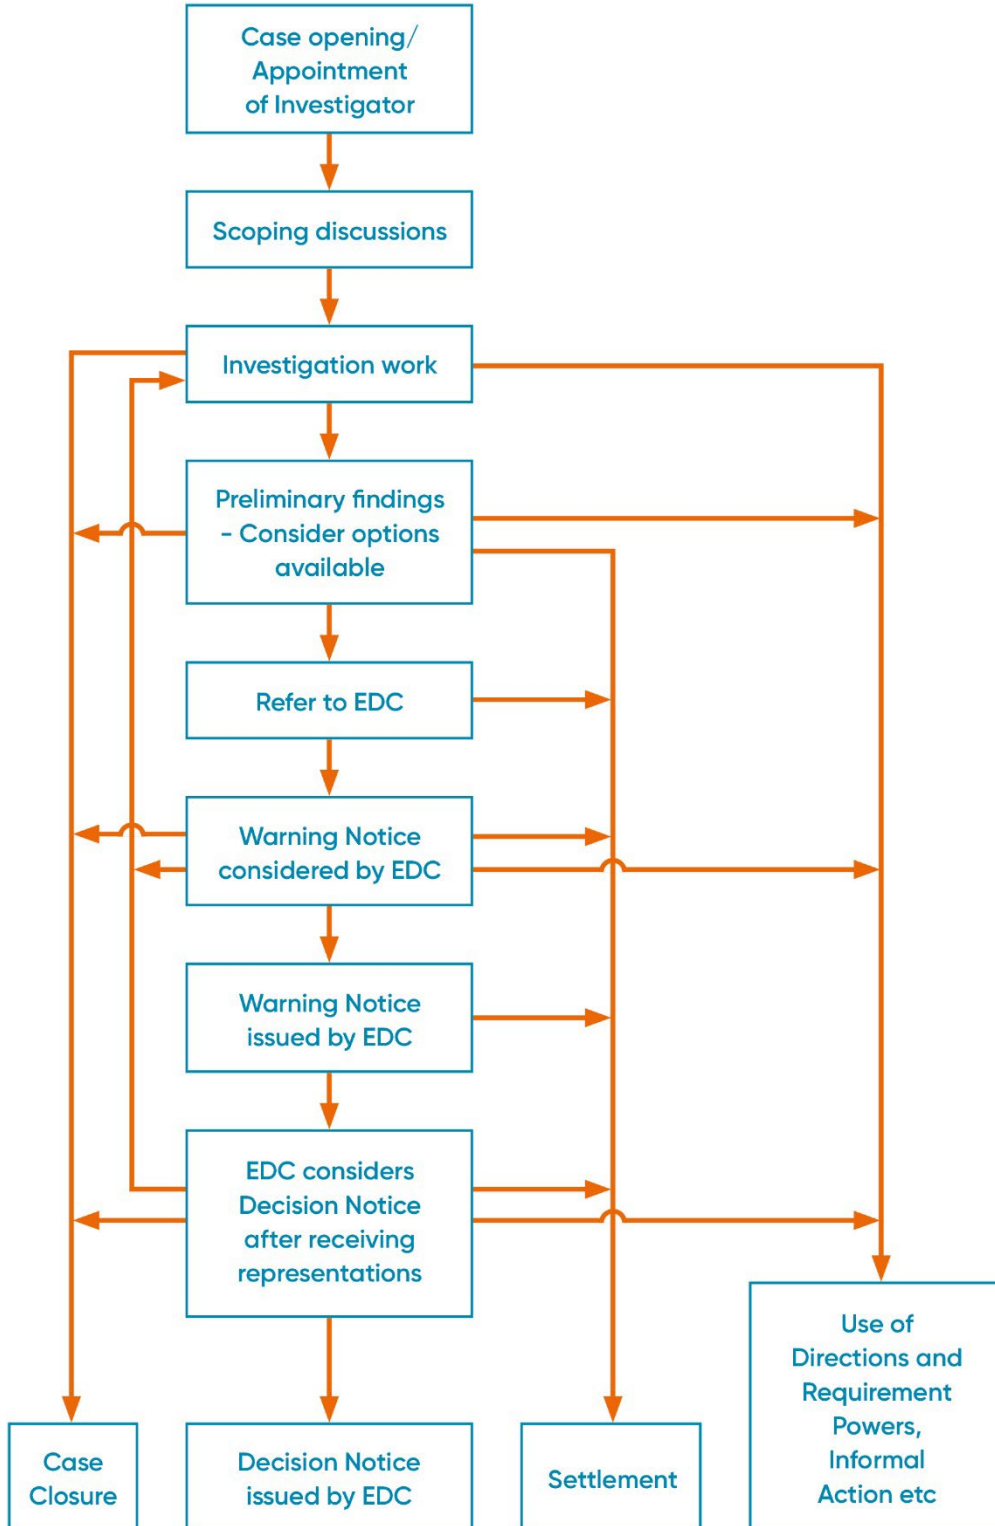 Case opening/
Appointment
of Investigator
Scoping discussions
Investigation work
Preliminary findings
- Consider options
available
Refer to EDC
Warning Notice
considered by EDC
Warning Notice
issued by EDC
EDC considers
Decision Notice
after receiving
representations
Case
Closure
Decision Notice
issued by EDC
Settlement
Use of
Directions and
Requirement
Powers,
Informal
Action etc